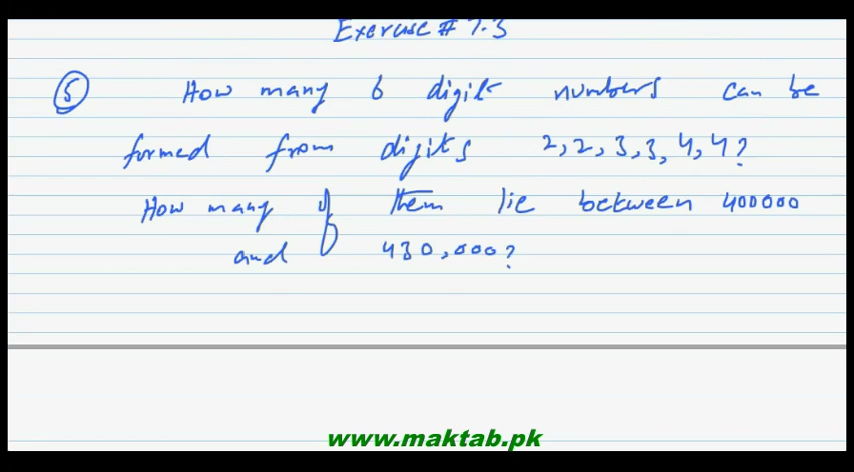 Exercise # 7.3
(5) How many 6 digit numbers can be
formed from digits 2, 2, 3, 3, 4, 4?
How many of them lie between 400000
and 430,000?
www.maktab.pk